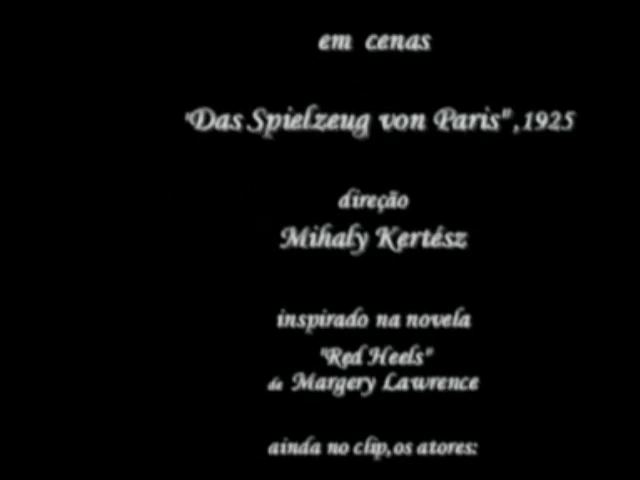 em cenas
"Das Spielzeug von Paris",1925
direção
Mihaly Kertész
inspirado na novela
"Red Heels"
de Margery Lawrence
ainda no clip,os atores: